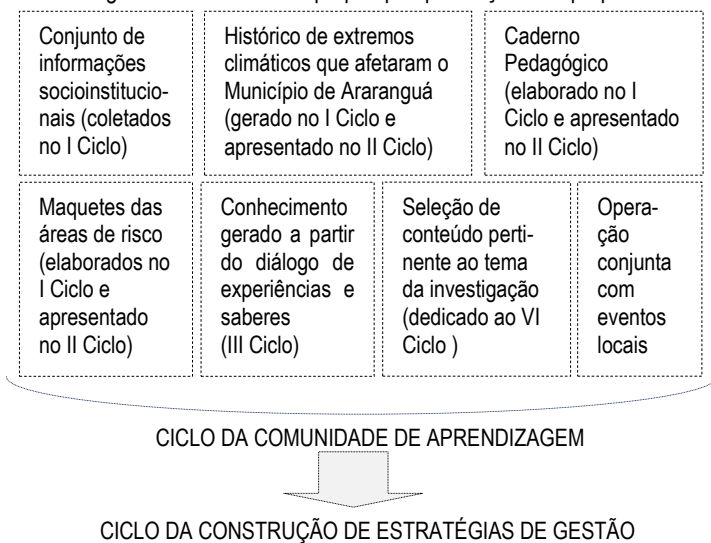 Conjunto de
informações
socioinstitucio-
nais (coletados
no I Ciclo)
Histórico de extremos
climáticos que afetaram o
Município de Araranguá
(gerado no I Ciclo e
apresentado no II Ciclo)
Caderno
Pedagógico
(elaborado no I
Ciclo e apresentado
no II Ciclo)
Maquetes das
áreas de risco
(elaborados no
I Ciclo e
apresentado
no II Ciclo)
Conhecimento
gerado a partir
do diálogo de
experiências e
saberes
(III Ciclo)
Seleção de
conteúdo perti-
nente ao tema
da investigação
(dedicado ao VI
Ciclo )
Opera-
ção
conjunta
com
eventos
locais
CICLO DA COMUNIDADE DE APRENDIZAGEM
CICLO DA CONSTRUÇÃO DE ESTRATÉGIAS DE GESTÃO